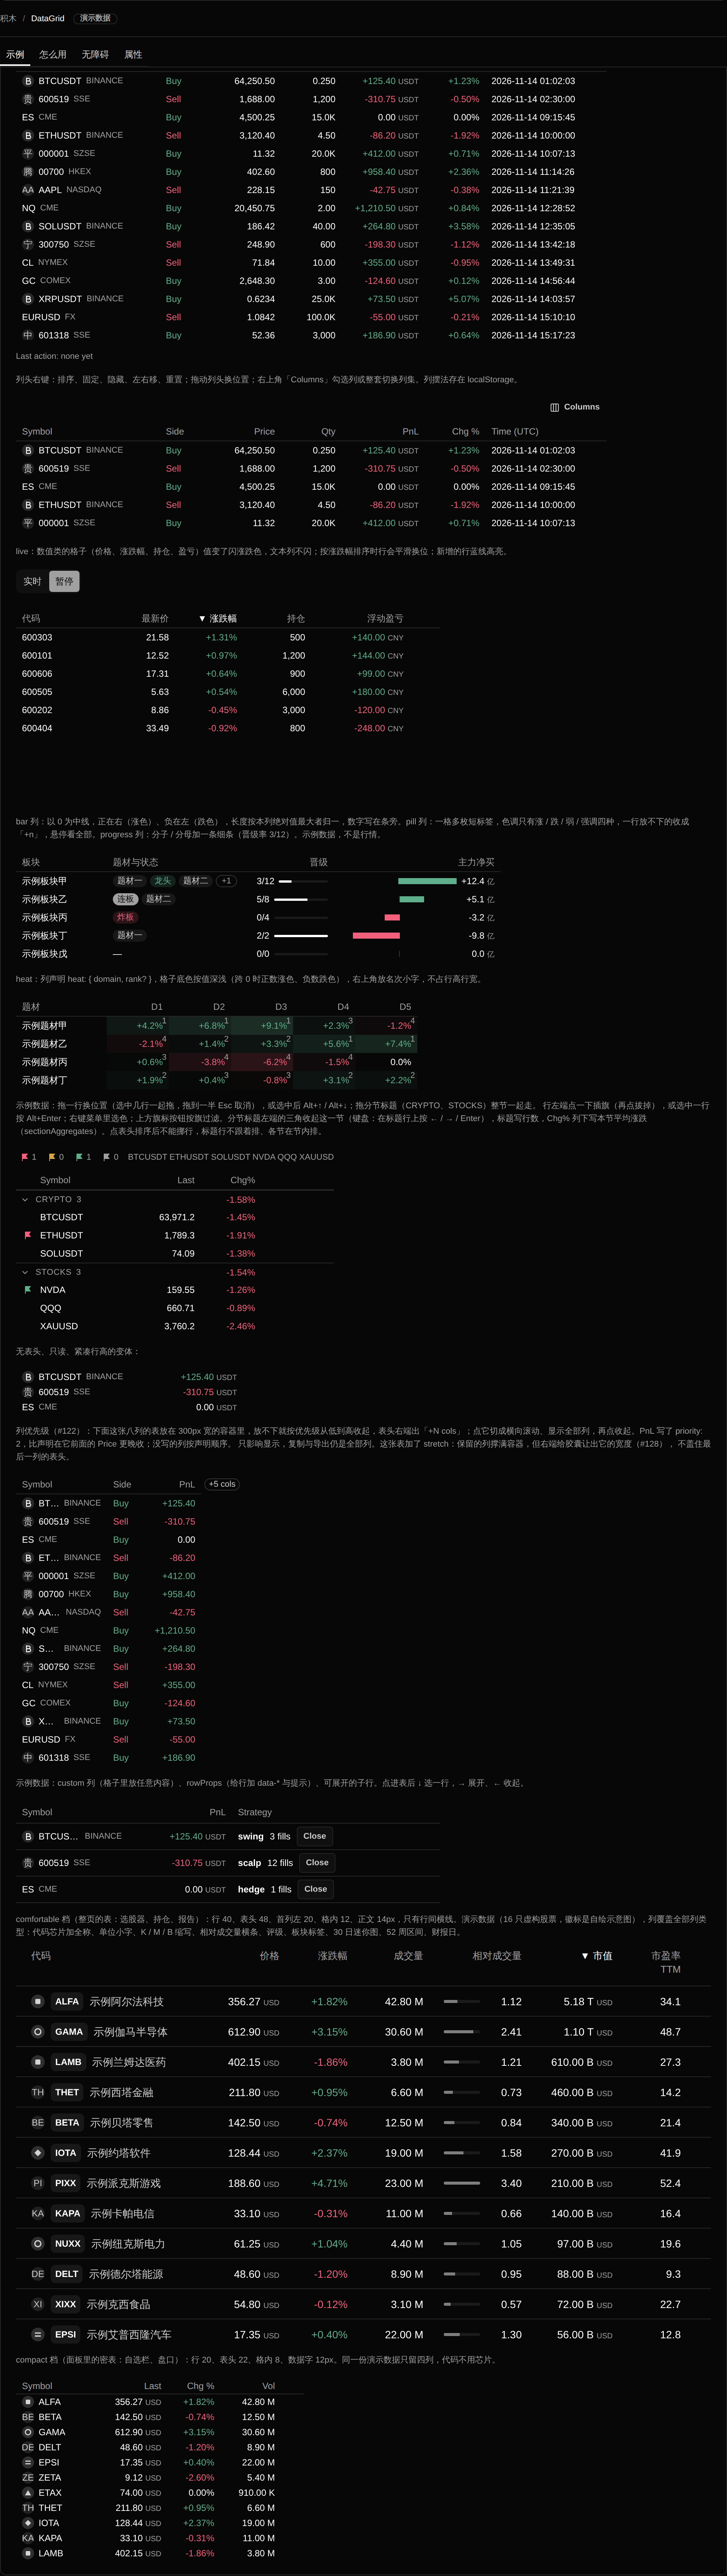 积木 / DataGrid 演示数据
示例 怎么用 无障碍 属性
B BTCUSDT BINANCE Buy 64,250.50 0.250 +125.40 USDT +1.23% 2026-11-14 01:02:03
贵 600519 SSE Sell 1,688.00 1,200 -310.75 USDT -0.50% 2026-11-14 02:30:00
ES CME Buy 4,500.25 15.0K 0.00 USDT 0.00% 2026-11-14 09:15:45
B ETHUSDT BINANCE Sell 3,120.40 4.50 -86.20 USDT -1.92% 2026-11-14 10:00:00
平 000001 SZSE Buy 11.32 20.0K +412.00 USDT +0.71% 2026-11-14 10:07:13
腾 00700 HKEX Buy 402.60 800 +958.40 USDT +2.36% 2026-11-14 11:14:26
AA AAPL NASDAQ Sell 228.15 150 -42.75 USDT -0.38% 2026-11-14 11:21:39
NQ CME Buy 20,450.75 2.00 +1,210.50 USDT +0.84% 2026-11-14 12:28:52
B SOLUSDT BINANCE Buy 186.42 40.00 +264.80 USDT +3.58% 2026-11-14 12:35:05
宁 300750 SZSE Sell 248.90 600 -198.30 USDT -1.12% 2026-11-14 13:42:18
CL NYMEX Sell 71.84 10.00 +355.00 USDT -0.95% 2026-11-14 13:49:31
GC COMEX Buy 2,648.30 3.00 -124.60 USDT +0.12% 2026-11-14 14:56:44
B XRPUSDT BINANCE Buy 0.6234 25.0K +73.50 USDT +5.07% 2026-11-14 14:03:57
EURUSD FX Sell 1.0842 100.0K -55.00 USDT -0.21% 2026-11-14 15:10:10
中 601318 SSE Buy 52.36 3,000 +186.90 USDT +0.64% 2026-11-14 15:17:23
Last action: none yet
列头右键：排序、固定、隐藏、左右移、重置；拖动列头换位置；右上角「Columns」勾选列或整套切换列集。列摆法存在 localStorage。
Columns
Symbol Side Price Qty PnL Chg % Time (UTC)
B BTCUSDT BINANCE Buy 64,250.50 0.250 +125.40 USDT +1.23% 2026-11-14 01:02:03
贵 600519 SSE Sell 1,688.00 1,200 -310.75 USDT -0.50% 2026-11-14 02:30:00
ES CME Buy 4,500.25 15.0K 0.00 USDT 0.00% 2026-11-14 09:15:45
B ETHUSDT BINANCE Sell 3,120.40 4.50 -86.20 USDT -1.92% 2026-11-14 10:00:00
平 000001 SZSE Buy 11.32 20.0K +412.00 USDT +0.71% 2026-11-14 10:07:13
live：数值类的格子（价格、涨跌幅、持仓、盈亏）值变了闪涨跌色，文本列不闪；按涨跌幅排序时行会平滑换位；新增的行蓝线高亮。
实时 暂停
代码 最新价 ▼ 涨跌幅 持仓 浮动盈亏
600303 21.58 +1.31% 500 +140.00 CNY
600101 12.52 +0.97% 1,200 +144.00 CNY
600606 17.31 +0.64% 900 +99.00 CNY
600505 5.63 +0.54% 6,000 +180.00 CNY
600202 8.86 -0.45% 3,000 -120.00 CNY
600404 33.49 -0.92% 800 -248.00 CNY
bar 列：以 0 为中线，正在右（涨色）、负在左（跌色），长度按本列绝对值最大者归一，数字写在条旁。pill 列：一格多枚短标签，色调只有涨 / 跌 / 弱 / 强调四种，一行放不下的收成
「+n」，悬停看全部。progress 列：分子 / 分母加一条细条（晋级率 3/12）。示例数据，不是行情。
板块 题材与状态 晋级 主力净买
示例板块甲 题材一 龙头 题材二 +1 3/12 +12.4 亿
示例板块乙 连板 题材二 5/8 +5.1 亿
示例板块丙 炸板 0/4 -3.2 亿
示例板块丁 题材一 2/2 -9.8 亿
示例板块戊 — 0/0 0.0 亿
heat：列声明 heat: { domain, rank? }，格子底色按值深浅（跨 0 时正数涨色、负数跌色），右上角放名次小字，不占行高行宽。
题材 D1 D2 D3 D4 D5
示例题材甲 +4.2% 1 +6.8% 1 +9.1% 1 +2.3% 3 -1.2% 4
示例题材乙 -2.1% 4 +1.4% 2 +3.3% 2 +5.6% 1 +7.4% 1
示例题材丙 +0.6% 3 -3.8% 4 -6.2% 4 -1.5% 4 0.0%
示例题材丁 +1.9% 2 +0.4% 3 -0.8% 3 +3.1% 2 +2.2% 2
示例数据：拖一行换位置（选中几行一起拖，拖到一半 Esc 取消），或选中后 Alt+↑ / Alt+↓；拖分节标题（CRYPTO、STOCKS）整节一起走。 行左端点一下插旗（再点拔掉），或选中一行
按 Alt+Enter；右键菜单里选色；上方旗标按钮按旗过滤。分节标题左端的三角收起这一节（键盘：在标题行上按 ← / → / Enter），标题写行数，Chg% 列下写本节平均涨跌
（sectionAggregates）。点表头排序后不能挪行，标题行不跟着排、各节在节内排。
1 0 1 0 BTCUSDT ETHUSDT SOLUSDT NVDA QQQ XAUUSD
Symbol Last Chg%
CRYPTO 3 -1.58%
BTCUSDT 63,971.2 -1.45%
ETHUSDT 1,789.3 -1.91%
SOLUSDT 74.09 -1.38%
STOCKS 3 -1.54%
NVDA 159.55 -1.26%
QQQ 660.71 -0.89%
XAUUSD 3,760.2 -2.46%
无表头、只读、紧凑行高的变体：
B BTCUSDT BINANCE +125.40 USDT
贵 600519 SSE -310.75 USDT
ES CME 0.00 USDT
列优先级（#122）：下面这张八列的表放在 300px 宽的容器里，放不下就按优先级从低到高收起，表头右端出「+N cols」；点它切成横向滚动、显示全部列，再点收起。PnL 写了 priority:
2，比声明在它前面的 Price 更晚收；没写的列按声明顺序。 只影响显示，复制与导出仍是全部列。这张表加了 stretch：保留的列撑满容器，但右端给胶囊让出它的宽度（#128）， 不盖住最
后一列的表头。
Symbol Side PnL +5 cols
B BT… BINANCE Buy +125.40
贵 600519 SSE Sell -310.75
ES CME Buy 0.00
B ET… BINANCE Sell -86.20
平 000001 SZSE Buy +412.00
腾 00700 HKEX Buy +958.40
AA AA… NASDAQ Sell -42.75
NQ CME Buy +1,210.50
B S… BINANCE Buy +264.80
宁 300750 SZSE Sell -198.30
CL NYMEX Sell +355.00
GC COMEX Buy -124.60
B X… BINANCE Buy +73.50
EURUSD FX Sell -55.00
中 601318 SSE Buy +186.90
示例数据：custom 列（格子里放任意内容）、rowProps（给行加 data-* 与提示）、可展开的子行。点进表后 ↓ 选一行，→ 展开、← 收起。
Symbol PnL Strategy
B BTCUS… BINANCE +125.40 USDT swing 3 fills Close
贵 600519 SSE -310.75 USDT scalp 12 fills Close
ES CME 0.00 USDT hedge 1 fills Close
comfortable 档（整页的表：选股器、持仓、报告）：行 40、表头 48、首列左 20、格内 12、正文 14px，只有行间横线。演示数据（16 只虚构股票，徽标是自绘示意图），列覆盖全部列类
型：代码芯片加全称、单位小字、K / M / B 缩写、相对成交量横条、评级、板块标签、30 日迷你图、52 周区间、财报日。
代码 价格 涨跌幅 成交量 相对成交量 ▼ 市值 市盈率
TTM
ALFA 示例阿尔法科技 356.27 USD +1.82% 42.80 M 1.12 5.18 T USD 34.1
GAMA 示例伽马半导体 612.90 USD +3.15% 30.60 M 2.41 1.10 T USD 48.7
LAMB 示例兰姆达医药 402.15 USD -1.86% 3.80 M 1.21 610.00 B USD 27.3
TH THET 示例西塔金融 211.80 USD +0.95% 6.60 M 0.73 460.00 B USD 14.2
BE BETA 示例贝塔零售 142.50 USD -0.74% 12.50 M 0.84 340.00 B USD 21.4
IOTA 示例约塔软件 128.44 USD +2.37% 19.00 M 1.58 270.00 B USD 41.9
PI PIXX 示例派克斯游戏 188.60 USD +4.71% 23.00 M 3.40 210.00 B USD 52.4
KA KAPA 示例卡帕电信 33.10 USD -0.31% 11.00 M 0.66 140.00 B USD 16.4
NUXX 示例纽克斯电力 61.25 USD +1.04% 4.40 M 1.05 97.00 B USD 19.6
DE DELT 示例德尔塔能源 48.60 USD -1.20% 8.90 M 0.95 88.00 B USD 9.3
XI XIXX 示例克西食品 54.80 USD -0.12% 3.10 M 0.57 72.00 B USD 22.7
EPSI 示例艾普西隆汽车 17.35 USD +0.40% 22.00 M 1.30 56.00 B USD 12.8
compact 档（面板里的密表：自选栏、盘口）：行 20、表头 22、格内 8、数据字 12px。同一份演示数据只留四列，代码不用芯片。
Symbol Last Chg % Vol
ALFA 356.27 USD +1.82% 42.80 M
BE BETA 142.50 USD -0.74% 12.50 M
GAMA 612.90 USD +3.15% 30.60 M
DE DELT 48.60 USD -1.20% 8.90 M
EPSI 17.35 USD +0.40% 22.00 M
ZE ZETA 9.12 USD -2.60% 5.40 M
ETAX 74.00 USD 0.00% 910.00 K
TH THET 211.80 USD +0.95% 6.60 M
IOTA 128.44 USD +2.37% 19.00 M
KA KAPA 33.10 USD -0.31% 11.00 M
LAMB 402.15 USD -1.86% 3.80 M